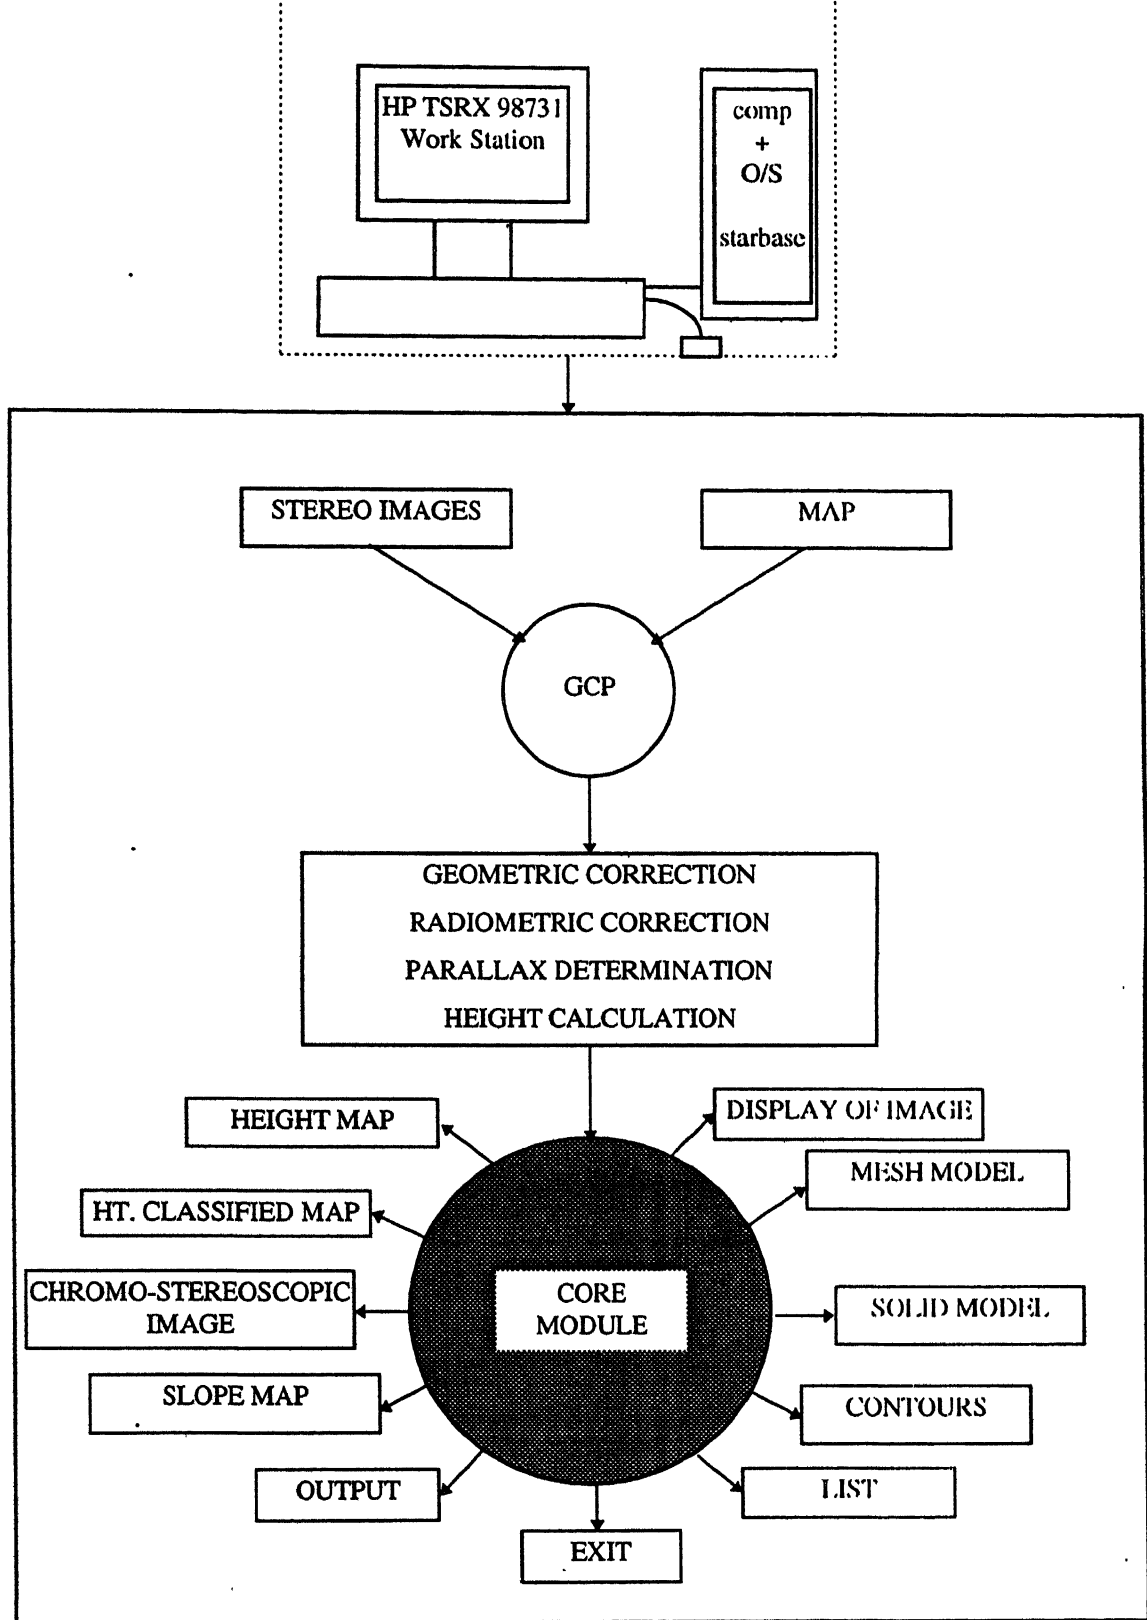 HP TSRX 98731
Work Station
comp
+
O/S
starbase
STEREO IMAGES
MAP
GCP
GEOMETRIC CORRECTION
RADIOMETRIC CORRECTION
PARALLAX DETERMINATION
HEIGHT CALCULATION
HEIGHT MAP
DISPLAY OF IMAGE
MESH MODEL
HT. CLASSIFIED MAP
CHROMO-STEREOSCOPIC
IMAGE
CORE
MODULE
SOLID MODEL
SLOPE MAP
CONTOURS
OUTPUT
LIST
EXIT